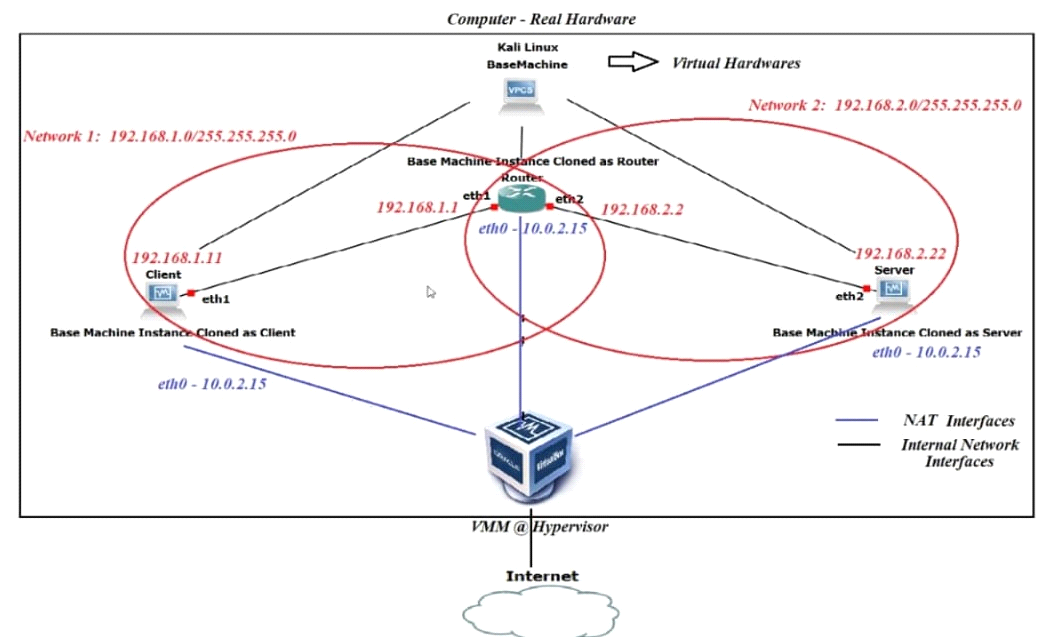 Computer - Real Hardware
Kali Linux
BaseMachine
VPCS
Virtual Hardwares
Network 1: 192.168.1.0/255.255.255.0
Network 2: 192.168.2.0/255.255.255.0
Base Machine Instance Cloned as Router
Router
eth1
eth2
192.168.1.1
192.168.2.2
eth0 - 10.0.2.15
192.168.1.11
Client
eth1
Base Machine Instance Cloned as Client
eth0 - 10.0.2.15
192.168.2.22
Server
eth2
Base Machine Instance Cloned as Server
eth0 - 10.0.2.15
NAT Interfaces
Internal Network
Interfaces
VirtualBox
VMM @ Hypervisor
Internet